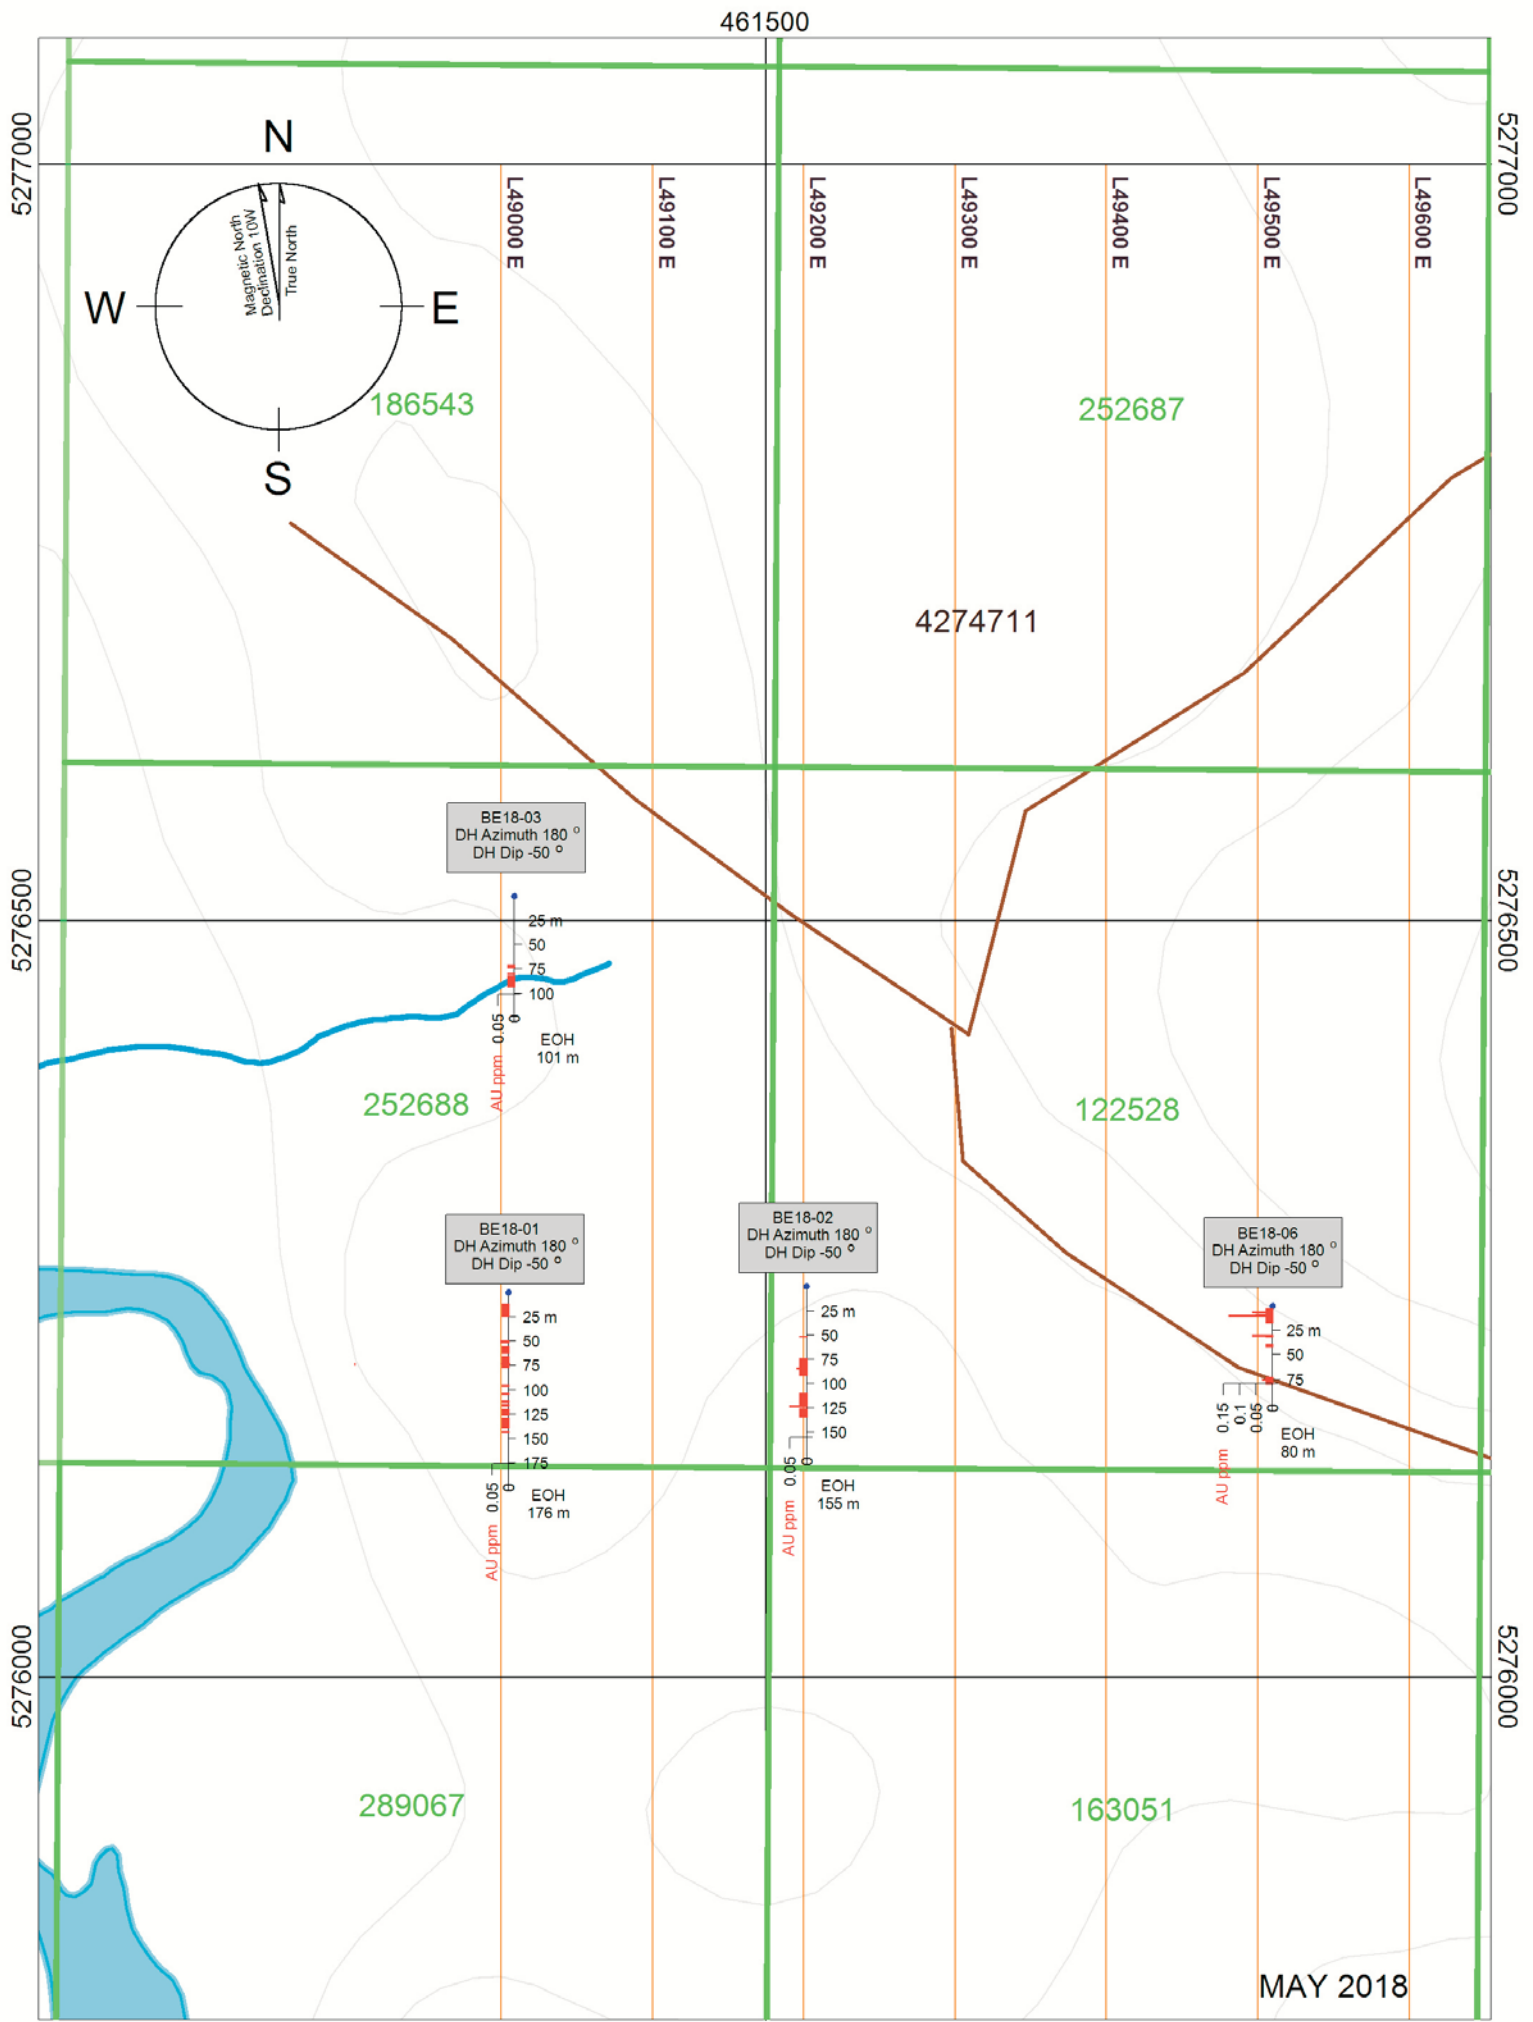 461500
5277000
5277000
N
W
E
S
Magnetic North
Declination 10W
True North
L49000 E
L49100 E
L49200 E
L49300 E
L49400 E
L49500 E
L49600 E
186543
252687
4274711
BE18-03
DH Azimuth 180 °
DH Dip -50 °
5276500
5276500
25 m
50
75
100
0.05
0
AU ppm
EOH
101 m
252688
122528
BE18-01
DH Azimuth 180 °
DH Dip -50 °
25 m
50
75
100
125
150
175
0.05
0
AU ppm
EOH
176 m
BE18-02
DH Azimuth 180 °
DH Dip -50 °
25 m
50
75
100
125
150
0.05
0
AU ppm
EOH
155 m
BE18-06
DH Azimuth 180 °
DH Dip -50 °
25 m
50
75
0.15
0.1
0.05
0
AU ppm
EOH
80 m
5276000
5276000
289067
163051
MAY 2018